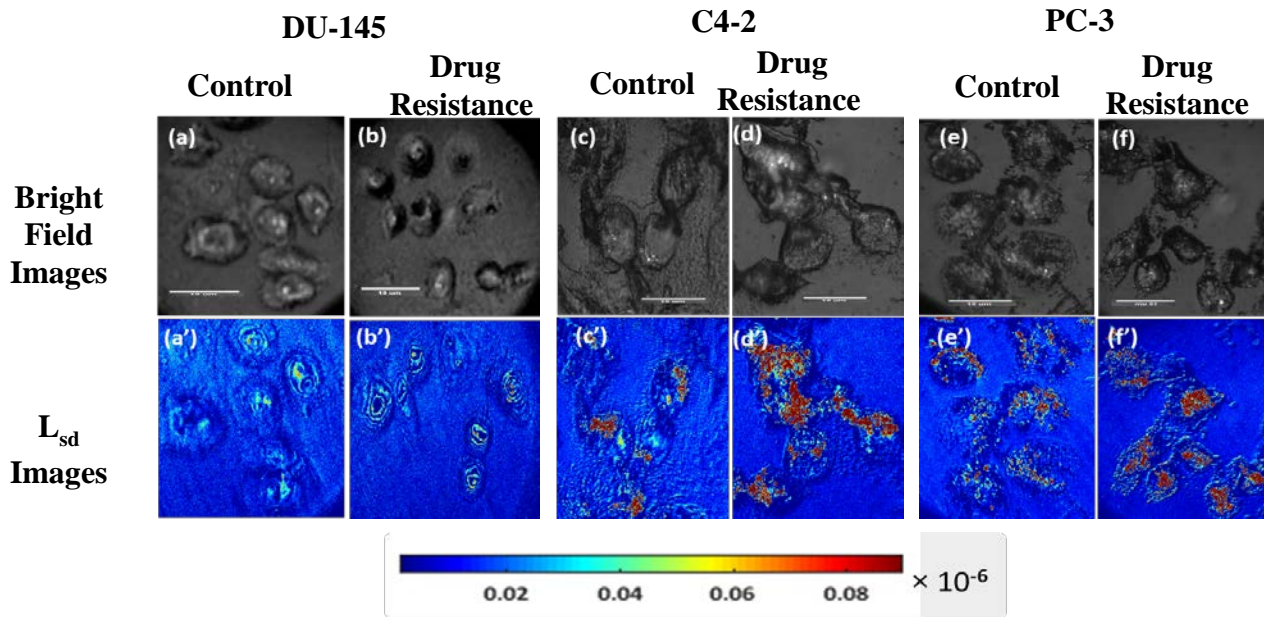 DU-145
C4-2
PC-3
Control
Drug
Resistance
Control
Drug
Resistance
Control
Drug
Resistance
Bright
Field
Images
(a)
(b)
(c)
(d)
(e)
(f)
L_sd
Images
(a')
(b')
(c')
(d')
(e')
(f')
0.02 0.04 0.06 0.08 × 10⁻⁶